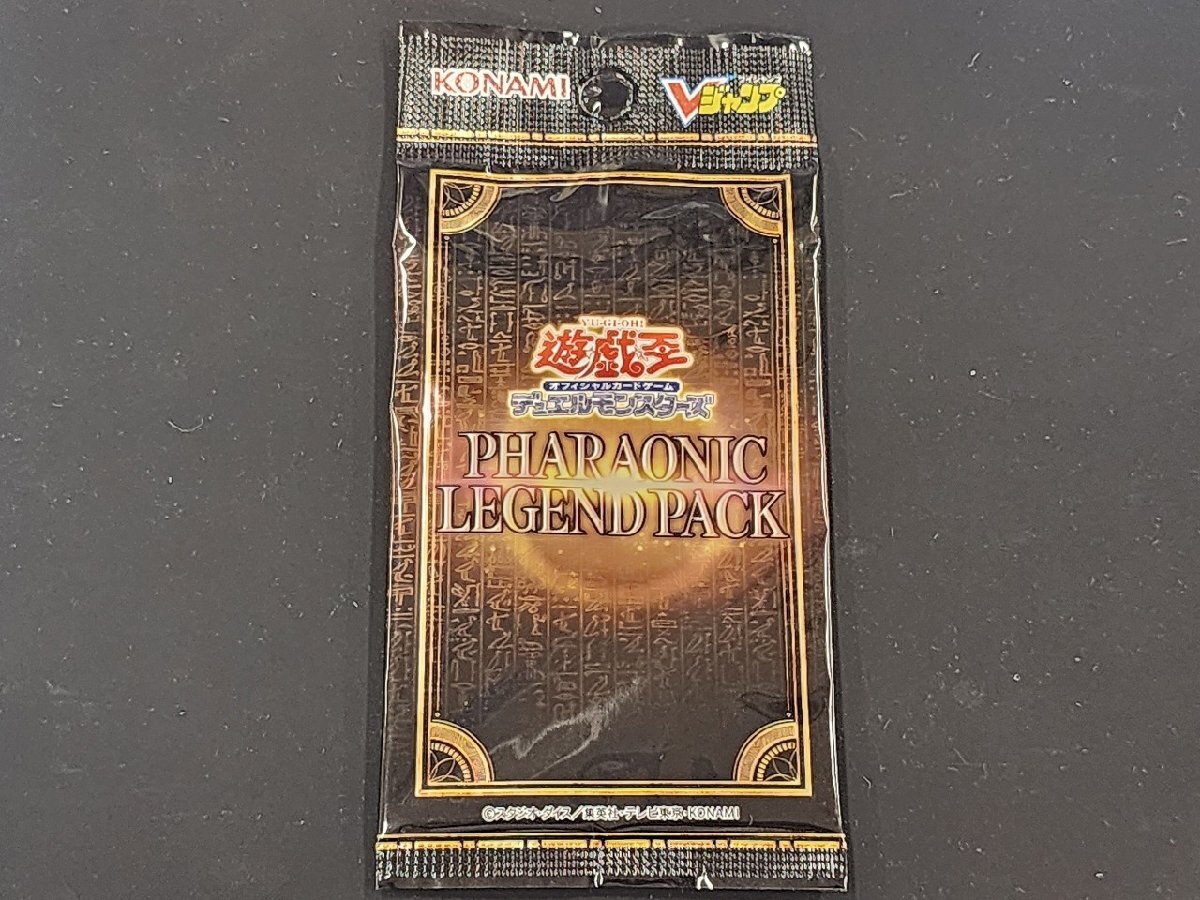 KONAMI
Vジャンプ
YU-GI-OH!
遊戯王
オフィシャルカードゲーム
デュエルモンスターズ
PHARAONIC
LEGEND PACK
©スタジオ・ダイス/集英社・テレビ東京・KONAMI